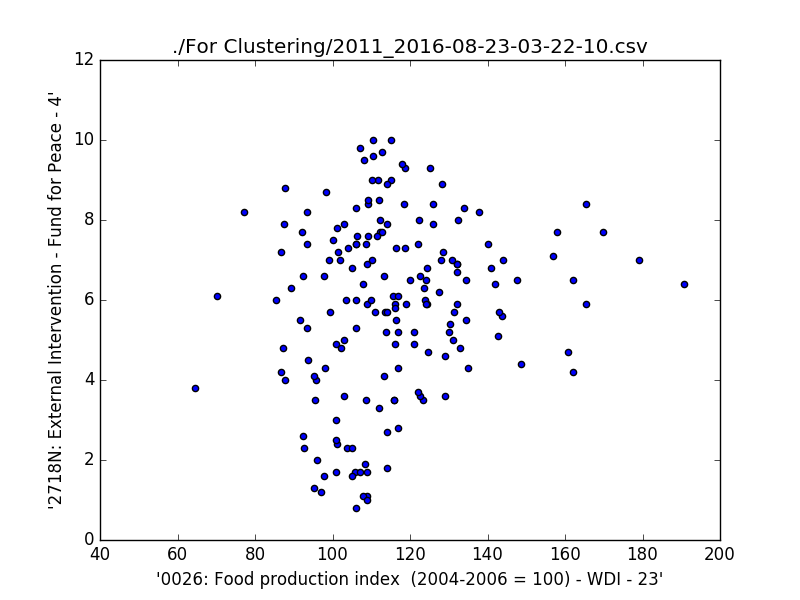 ./For Clustering/2011_2016-08-23-03-22-10.csv
12
10
8
6
4
2
0
'2718N: External Intervention - Fund for Peace - 4'
40 60 80 100 120 140 160 180 200
'0026: Food production index  (2004-2006 = 100) - WDI - 23'